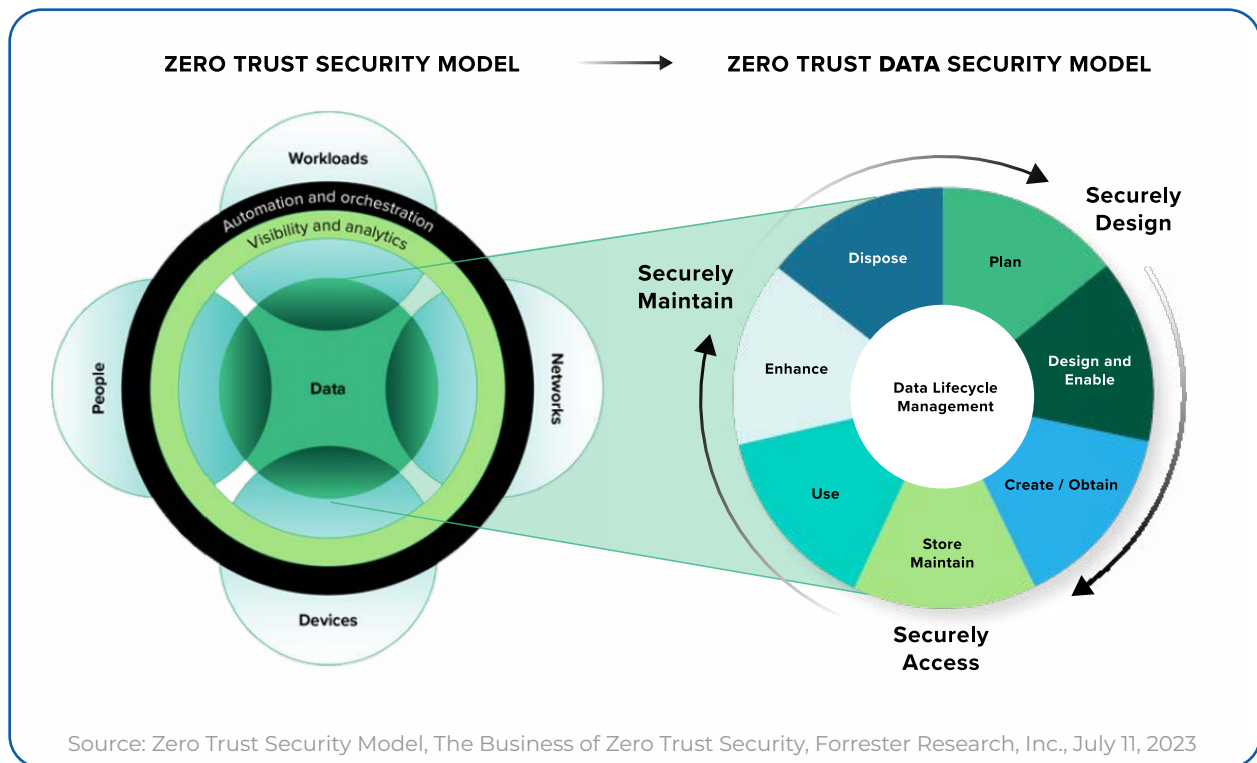 ZERO TRUST SECURITY MODEL
ZERO TRUST DATA SECURITY MODEL
Workloads
Automation and orchestration
Visibility and analytics
People
Data
Networks
Devices
Securely
Design
Securely
Maintain
Dispose
Plan
Enhance
Design and
Enable
Data Lifecycle
Management
Use
Create / Obtain
Store
Maintain
Securely
Access
Source: Zero Trust Security Model, The Business of Zero Trust Security, Forrester Research, Inc., July 11, 2023